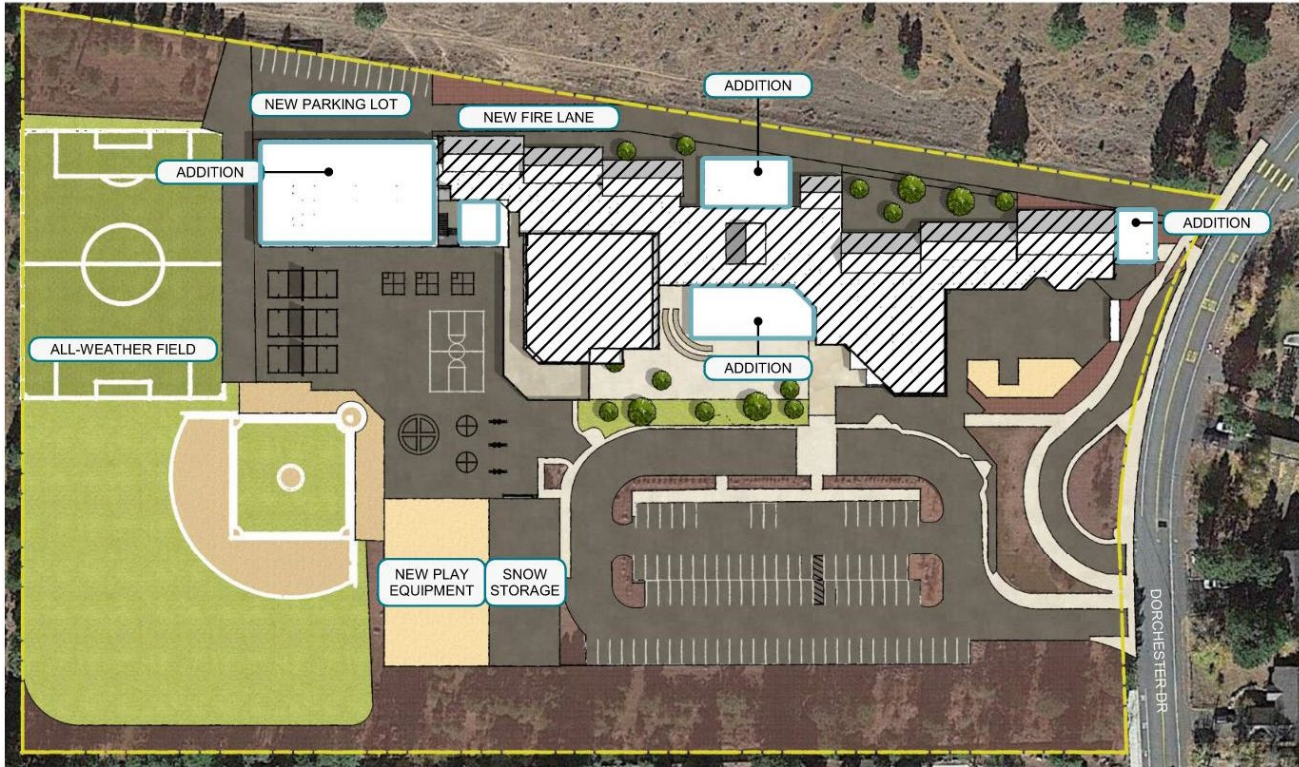 ADDITION
NEW PARKING LOT
NEW FIRE LANE
ADDITION
ADDITION
ALL-WEATHER FIELD
ADDITION
NEW PLAY
EQUIPMENT
SNOW
STORAGE
DORCHESTER DR